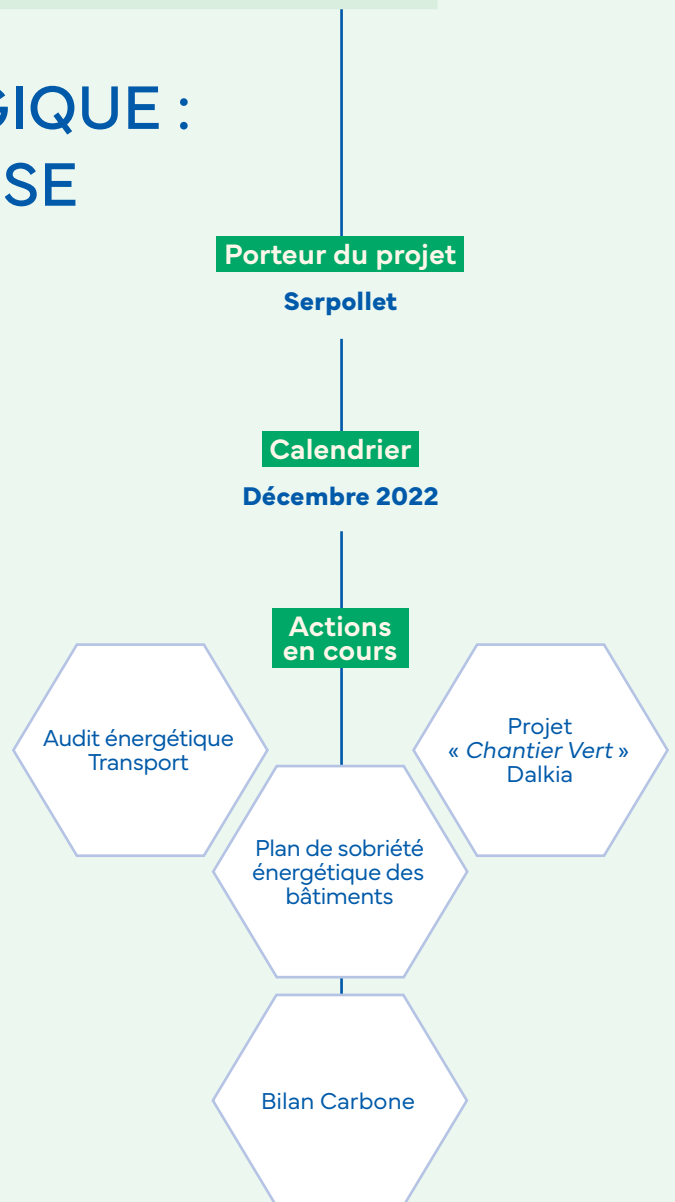 GIQUE :
SE
Porteur du projet
Serpollet
Calendrier
Décembre 2022
Actions
en cours
Audit énergétique
Transport
Projet
« Chantier Vert »
Dalkia
Plan de sobriété
énergétique des
bâtiments
Bilan Carbone